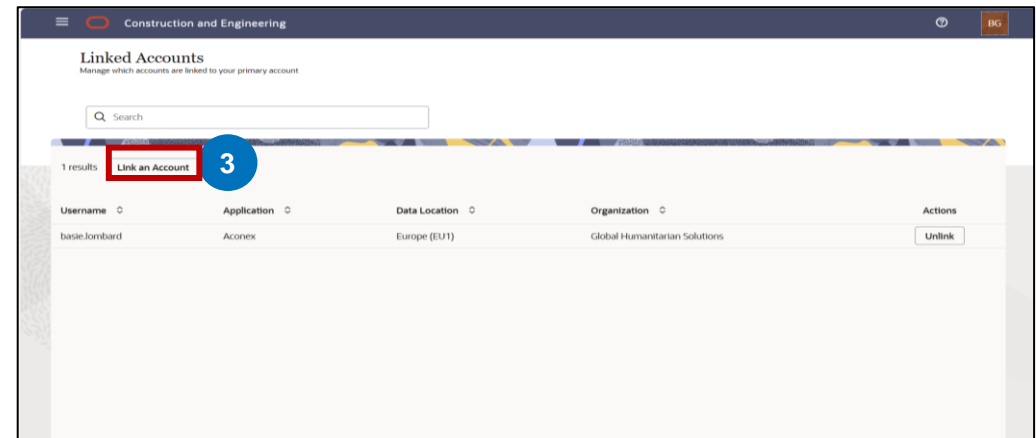 Construction and Engineering
BG
Linked Accounts
Manage which accounts are linked to your primary account
Search
1 results Link an Account 3
Username Application Data Location Organization Actions
basie.lombard Aconex Europe (EU1) Global Humanitarian Solutions Unlink